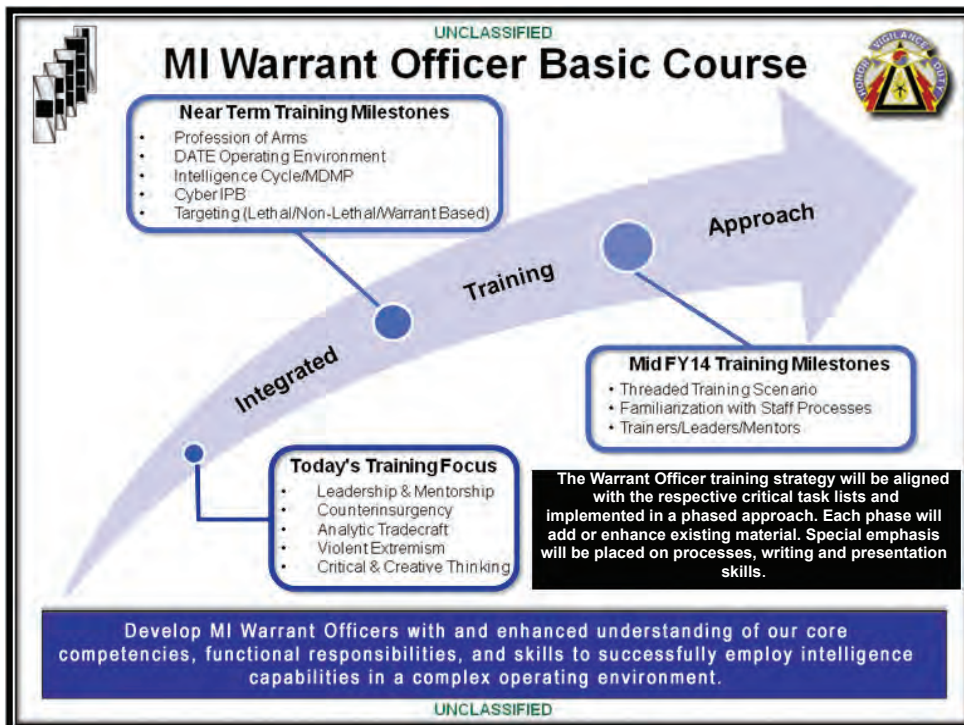 UNCLASSIFIED
MI Warrant Officer Basic Course
HONOR VIGILANCE DUTY
Near Term Training Milestones
• Profession of Arms
• DATE Operating Environment
• Intelligence Cycle/MDMP
• Cyber IPB
• Targeting (Lethal/Non-Lethal/Warrant Based)
Integrated Training Approach
Mid FY14 Training Milestones
• Threaded Training Scenario
• Familiarization with Staff Processes
• Trainers/Leaders/Mentors
Today's Training Focus
• Leadership & Mentorship
• Counterinsurgency
• Analytic Tradecraft
• Violent Extremism
• Critical & Creative Thinking
The Warrant Officer training strategy will be aligned
with the respective critical task lists and
implemented in a phased approach. Each phase will
add or enhance existing material. Special emphasis
will be placed on processes, writing and presentation
skills.
Develop MI Warrant Officers with and enhanced understanding of our core
competencies, functional responsibilities, and skills to successfully employ intelligence
capabilities in a complex operating environment.
UNCLASSIFIED